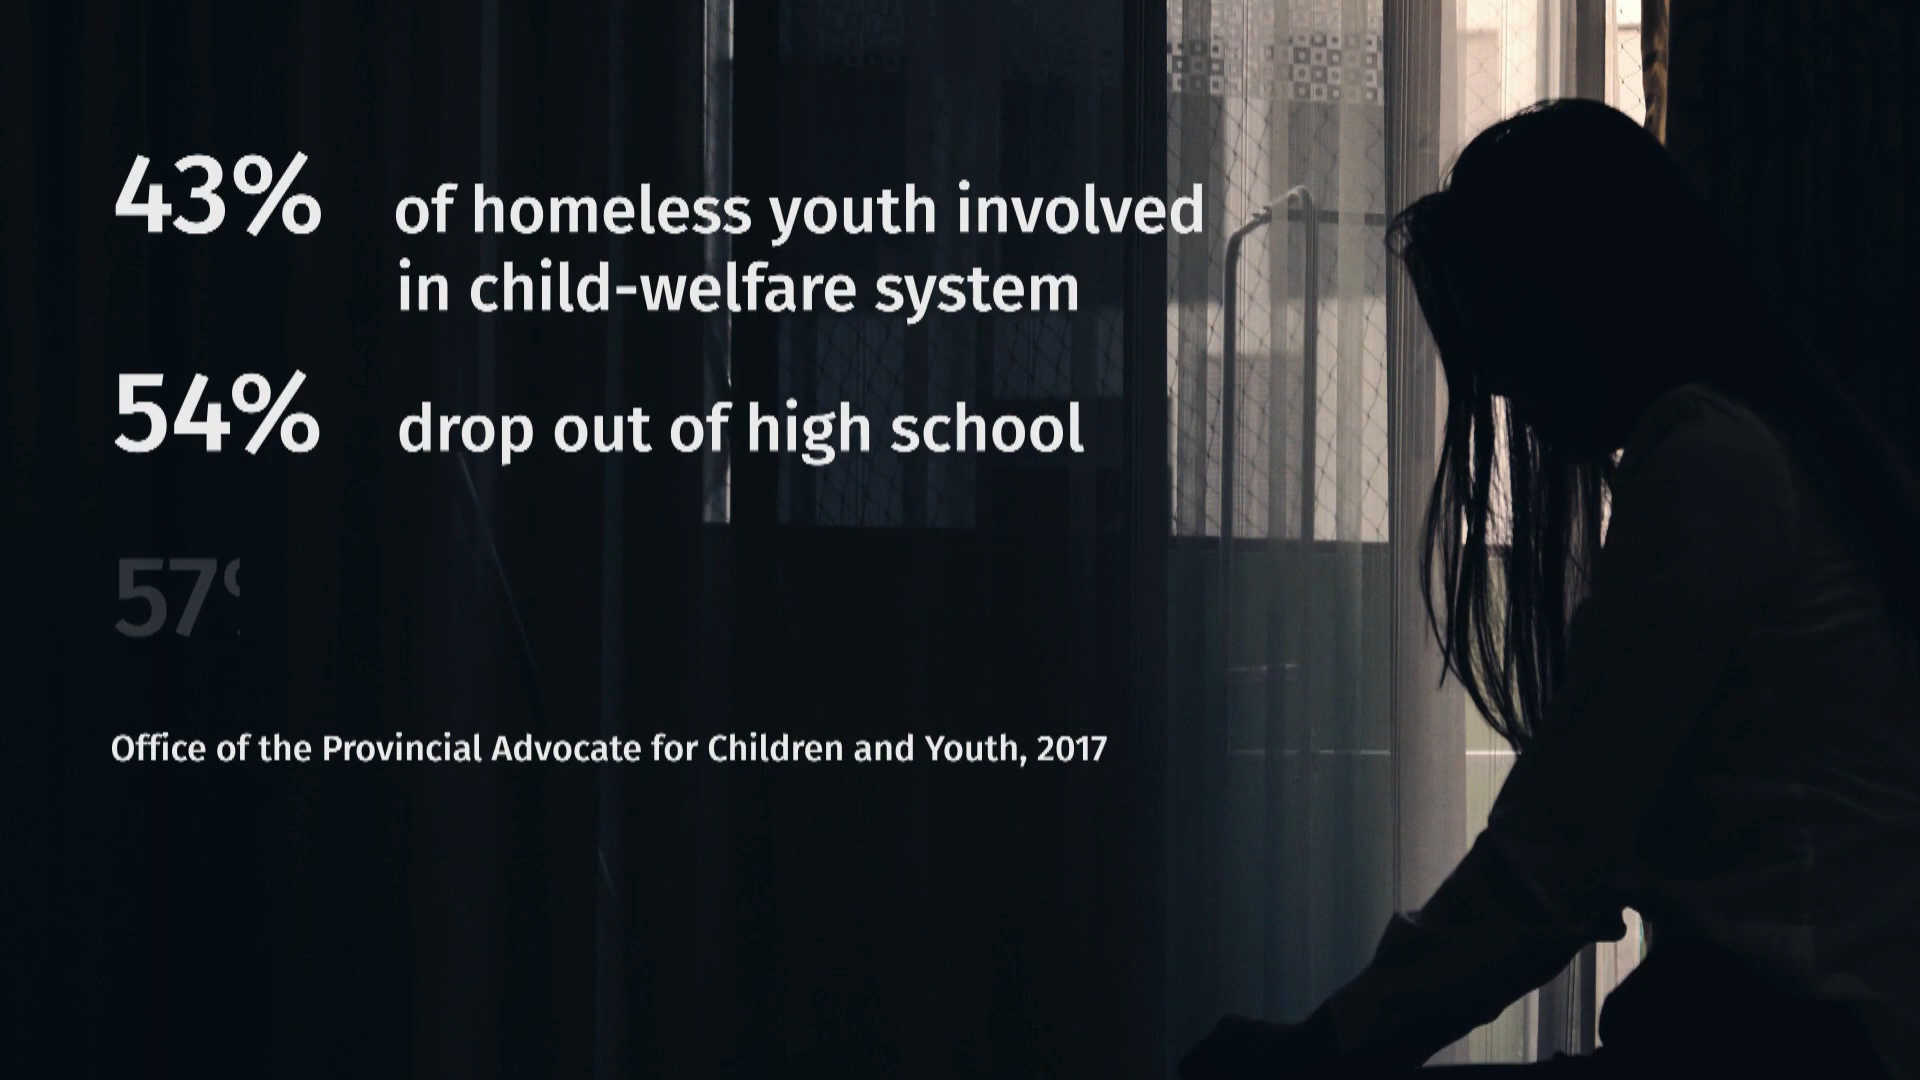 43% of homeless youth involved
in child-welfare system
54% drop out of high school
57
Office of the Provincial Advocate for Children and Youth, 2017